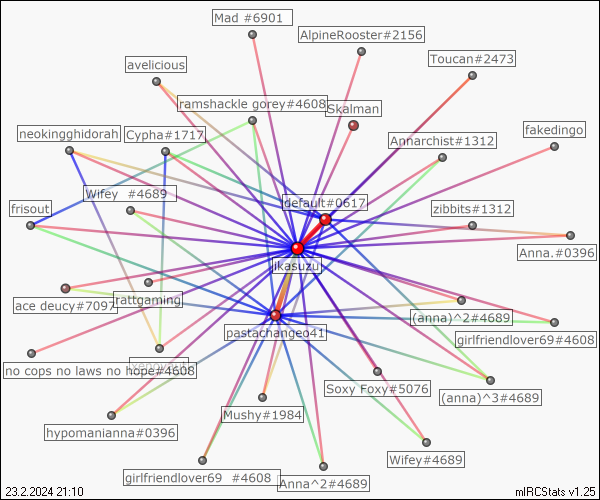 Mad #6901
AlpineRooster#2156
Toucan#2473
avelicious
ramshackle gorey#4608
Skalman
neokingghidorah
Cypha#1717
Annarchist#1312
fakedingo
Wifey #4689
default#0617
frisout
zibbits#1312
Anna.#0396
jkasuzu
ace deucy#7097
rattgaming
(anna)^2#4689
pastachange041
girlfriendlover69#4608
no cops no laws no hope#4608
Soxy Foxy#5076
(anna)^3#4689
Mushy#1984
hypomanianna#0396
Wifey#4689
girlfriendlover69 #4608
Anna^2#4689
23.2.2024 21:10
mIRCStats v1.25